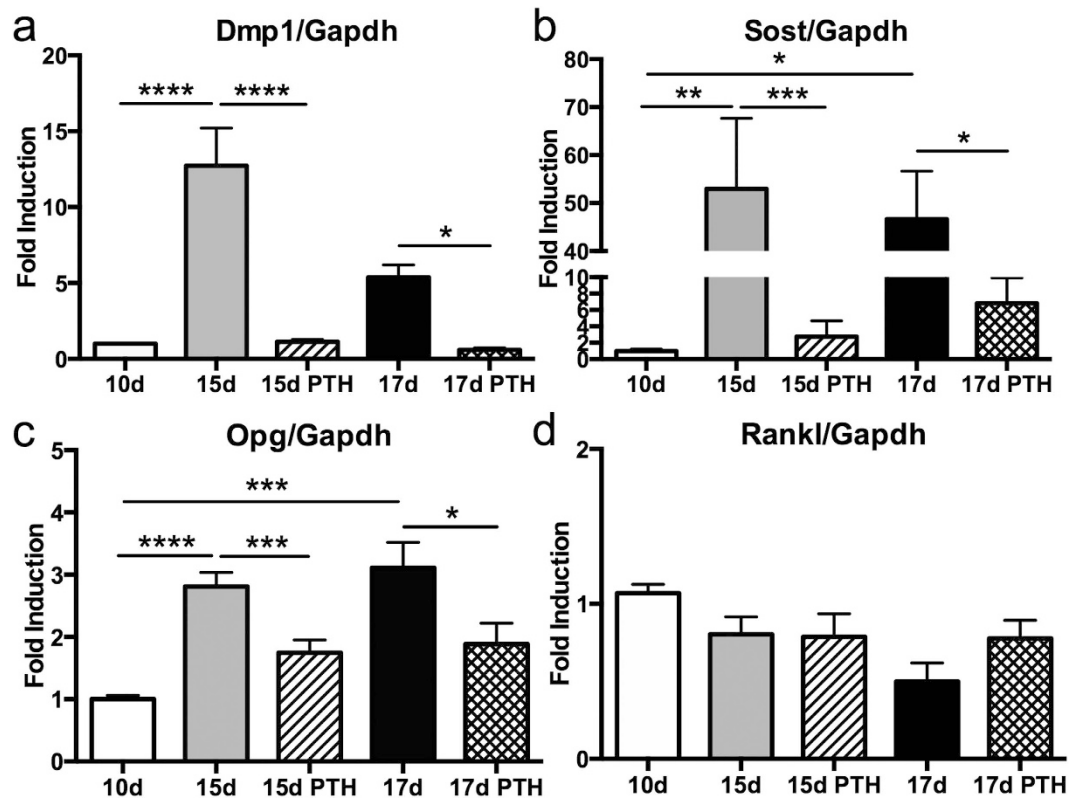 a
Dmp1/Gapdh
Fold Induction
20
15
10
5
0
**** ****
*
10d 15d 15d PTH 17d 17d PTH
b
Sost/Gapdh
Fold Induction
80
70
60
50
40
10
8
6
4
2
0
*
** ***
*
10d 15d 15d PTH 17d 17d PTH
c
Opg/Gapdh
Fold Induction
5
4
3
2
1
0
***
**** ***
*
10d 15d 15d PTH 17d 17d PTH
d
Rankl/Gapdh
Fold Induction
2
1
0
10d 15d 15d PTH 17d 17d PTH